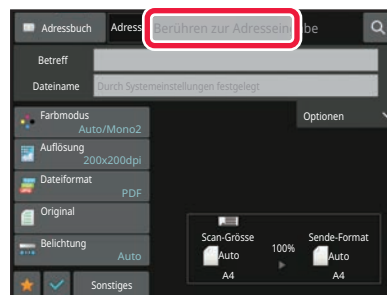 Adressbuch Adress Berühren zur Adresseingabe
Betreff
Dateiname Durch Systemeinstellungen festgelegt
Farbmodus
Auto/Mono2
Optionen
Auflösung
200x200dpi
Dateiformat
PDF
Original
Belichtung
Auto
Sonstiges
Scan-Grösse 100% Sende-Format
Auto Auto
A4 A4